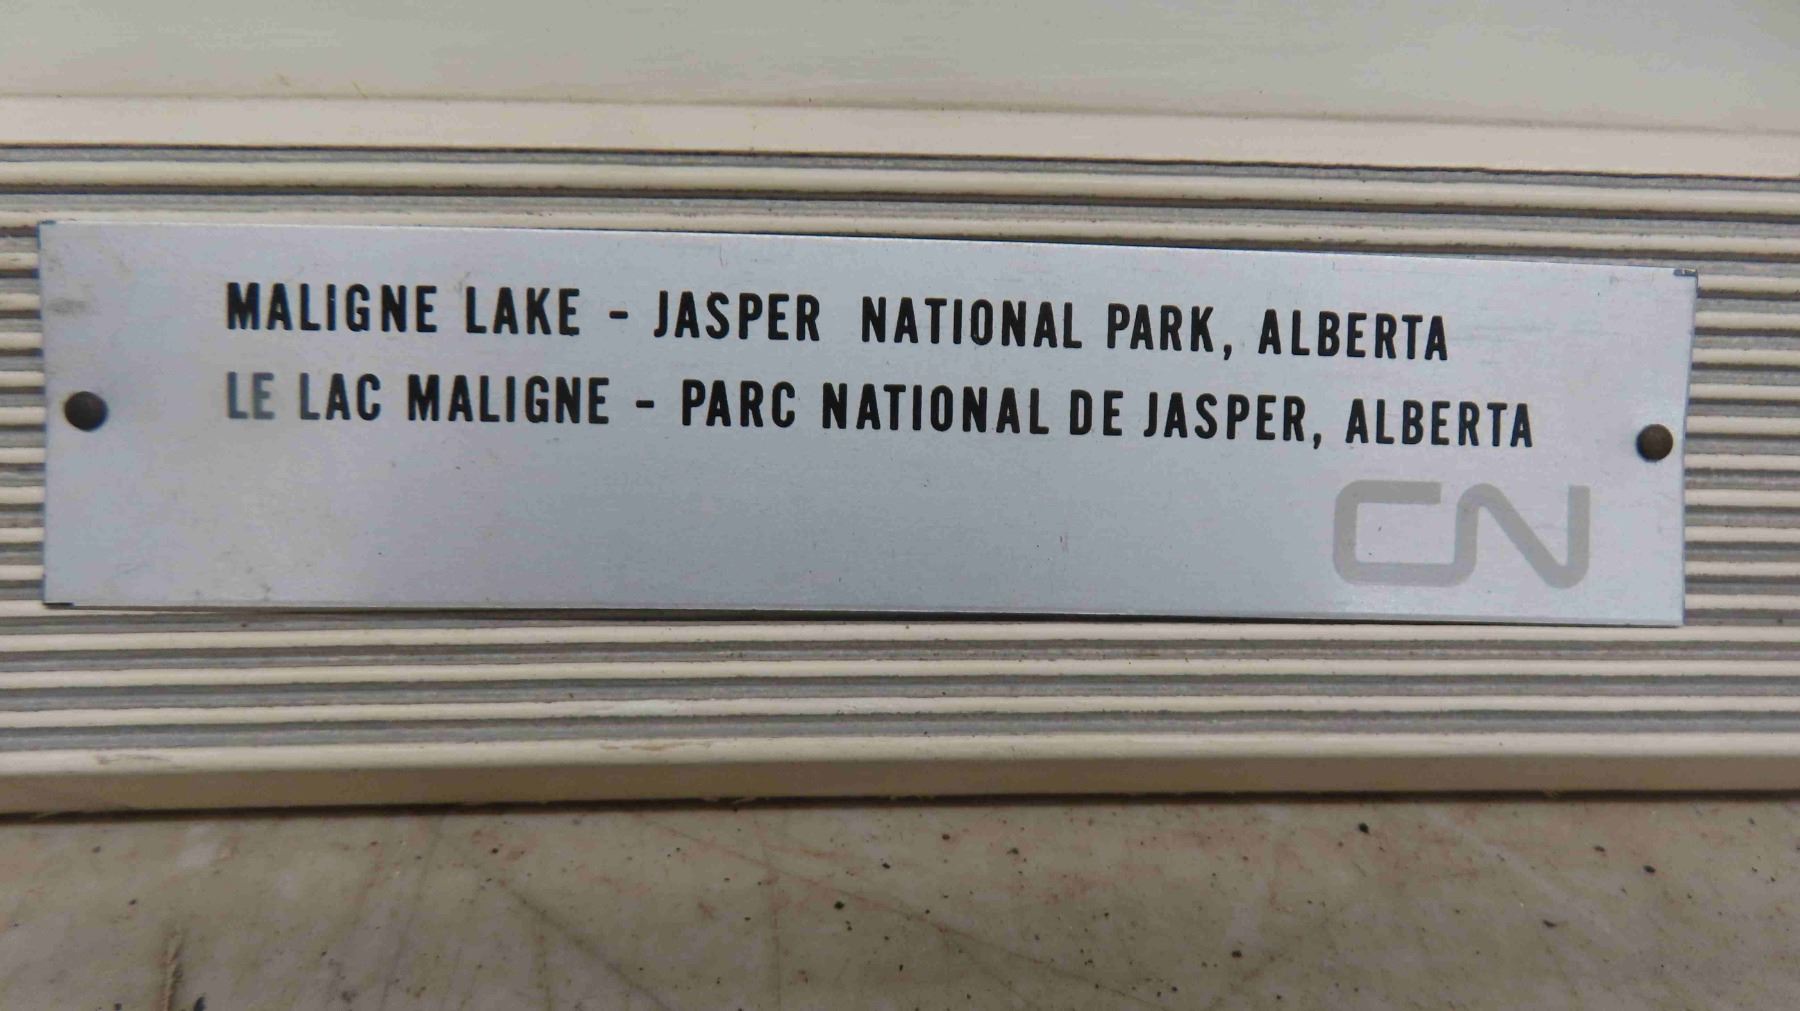 MALIGNE LAKE - JASPER NATIONAL PARK, ALBERTA
LE LAC MALIGNE - PARC NATIONAL DE JASPER, ALBERTA
CN